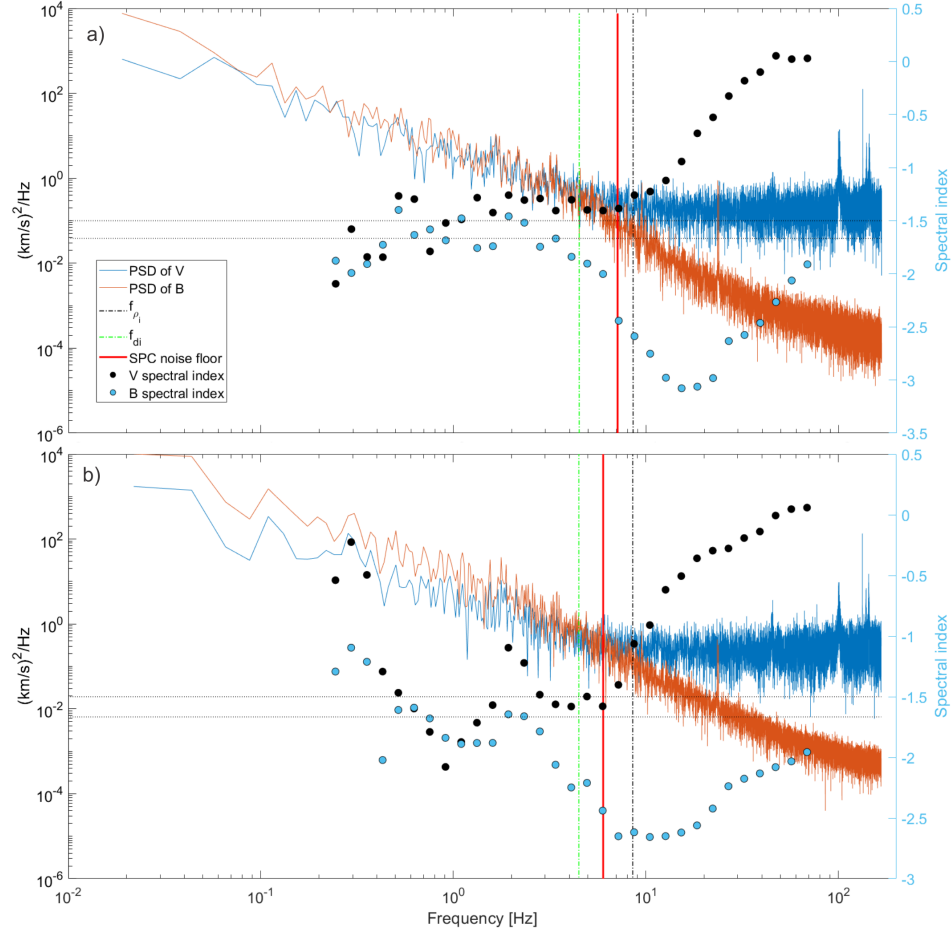 a)
10^4
10^2
10^0
10^-2
10^-4
10^-6
(km/s)^2/Hz
0.5
0
-0.5
-1
-1.5
-2
-2.5
-3
-3.5
Spectral index
PSD of V
PSD of B
f_ρ_i
f_di
SPC noise floor
V spectral index
B spectral index
b)
10^4
10^2
10^0
10^-2
10^-4
10^-6
(km/s)^2/Hz
0.5
0
-0.5
-1
-1.5
-2
-2.5
-3
Spectral index
10^-2
10^-1
10^0
10^1
10^2
Frequency [Hz]